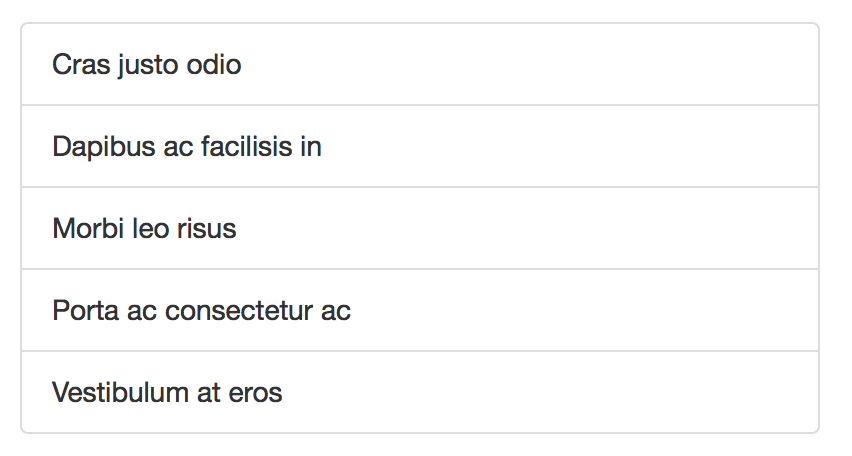 Cras justo odio
Dapibus ac facilisis in
Morbi leo risus
Porta ac consectetur ac
Vestibulum at eros